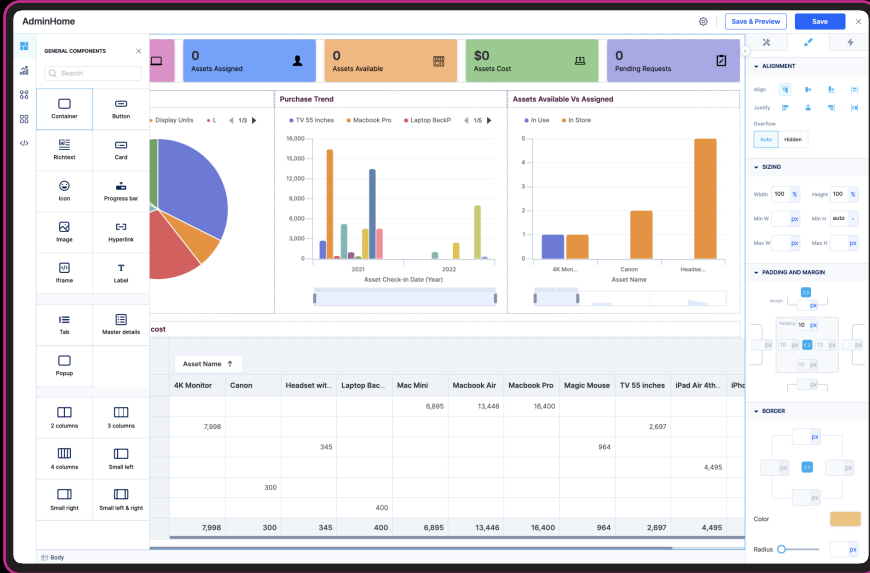 AdminHome
Save & Preview
Save
GENERAL COMPONENTS
Search
Container
Button
Richtext
Card
Icon
Progress bar
Image
Hyperlink
Iframe
Label
Tab
Master details
Popup
2 columns
3 columns
4 columns
Small left
Small right
Small left & right
0
Assets Assigned
0
Assets Available
$0
Assets Cost
0
Pending Requests
Display Units
L
1/3
Purchase Trend
TV 55 inches
Macbook Pro
Laptop BackP
1/5
18,000
15,000
12,000
9,000
6,000
3,000
0
2021
2022
Asset Check-in Date (Year)
Assets Available Vs Assigned
In Use
In Store
5
4
3
2
1
0
4K Mon...
Canon
Headse...
Asset Name
cost
Asset Name
4K Monitor Canon Headset wit... Laptop Bac... Mac Mini Macbook Air Macbook Pro Magic Mouse TV 55 inches iPad Air 4th... iPho
6,895 13,446 16,400
7,998 2,697
345 964
4,495
300
400
7,998 300 345 400 6,895 13,446 16,400 964 2,697 4,495
Body
ALIGNMENT
Align
Justify
Overflow
Auto
Hidden
SIZING
Width 100 % Height 100 %
Min W px Min H auto -
Max W px Max H px
PADDING AND MARGIN
Margin
px
Padding 10 px
px 10 px 10 px px
10 px
px
BORDER
px
px px
px
Color
Radius px